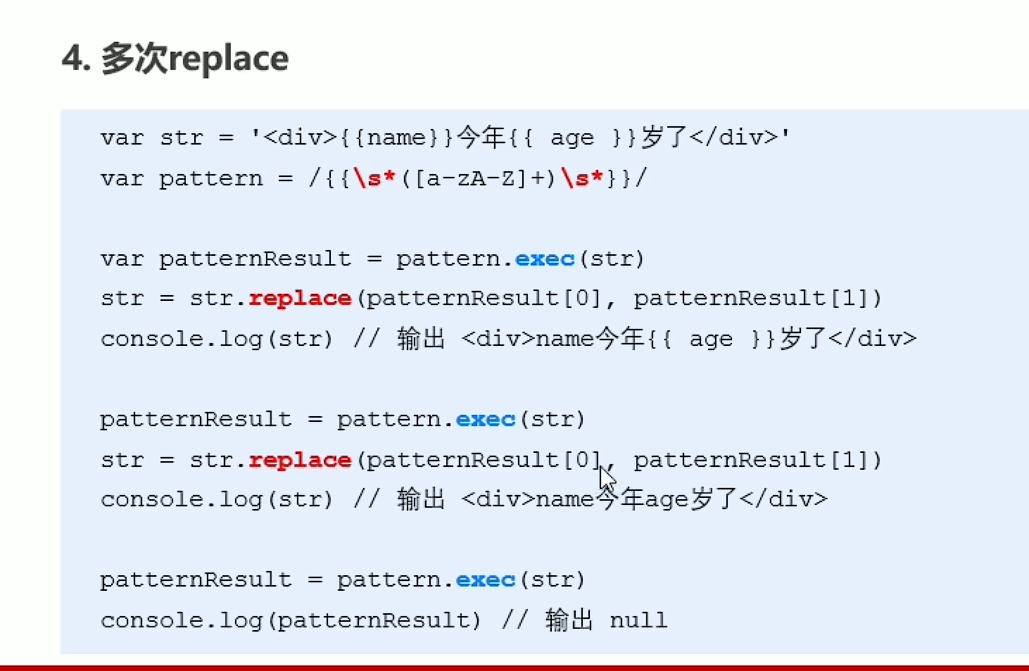 4. 多次replace
var str = '<div>{{name}}今年{{ age }}岁了</div>'
var pattern = /{{\s*([a-zA-Z]+)\s*}}/
var patternResult = pattern.exec(str)
str = str.replace(patternResult[0], patternResult[1])
console.log(str) // 输出 <div>name今年{{ age }}岁了</div>
patternResult = pattern.exec(str)
str = str.replace(patternResult[0], patternResult[1])
console.log(str) // 输出 <div>name今年age岁了</div>
patternResult = pattern.exec(str)
console.log(patternResult) // 输出 null